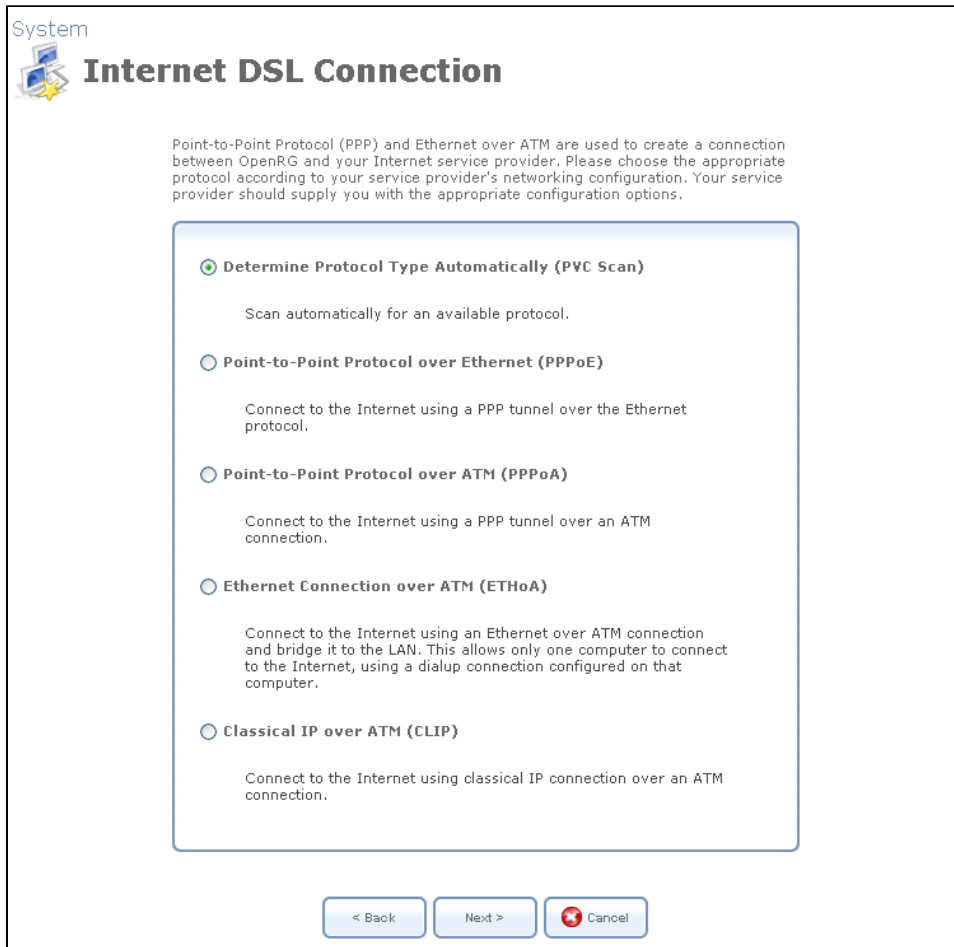 System
Internet DSL Connection
Point-to-Point Protocol (PPP) and Ethernet over ATM are used to create a connection
between OpenRG and your Internet service provider. Please choose the appropriate
protocol according to your service provider's networking configuration. Your service
provider should supply you with the appropriate configuration options.
Determine Protocol Type Automatically (PVC Scan)
Scan automatically for an available protocol.
Point-to-Point Protocol over Ethernet (PPPoE)
Connect to the Internet using a PPP tunnel over the Ethernet
protocol.
Point-to-Point Protocol over ATM (PPPoA)
Connect to the Internet using a PPP tunnel over an ATM
connection.
Ethernet Connection over ATM (ETHoA)
Connect to the Internet using an Ethernet over ATM connection
and bridge it to the LAN. This allows only one computer to connect
to the Internet, using a dialup connection configured on that
computer.
Classical IP over ATM (CLIP)
Connect to the Internet using classical IP connection over an ATM
connection.
< Back
Next >
Cancel